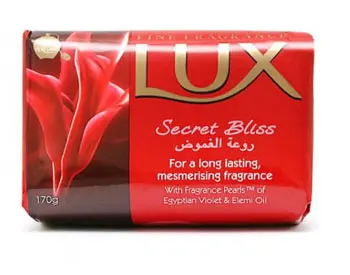 FINE FRAGRANCE
LUX
Secret Bliss
روعة الغموض
For a long lasting,
mesmerising fragrance
With Fragrance Pearls™ of
Egyptian Violet & Elemi Oil
170g